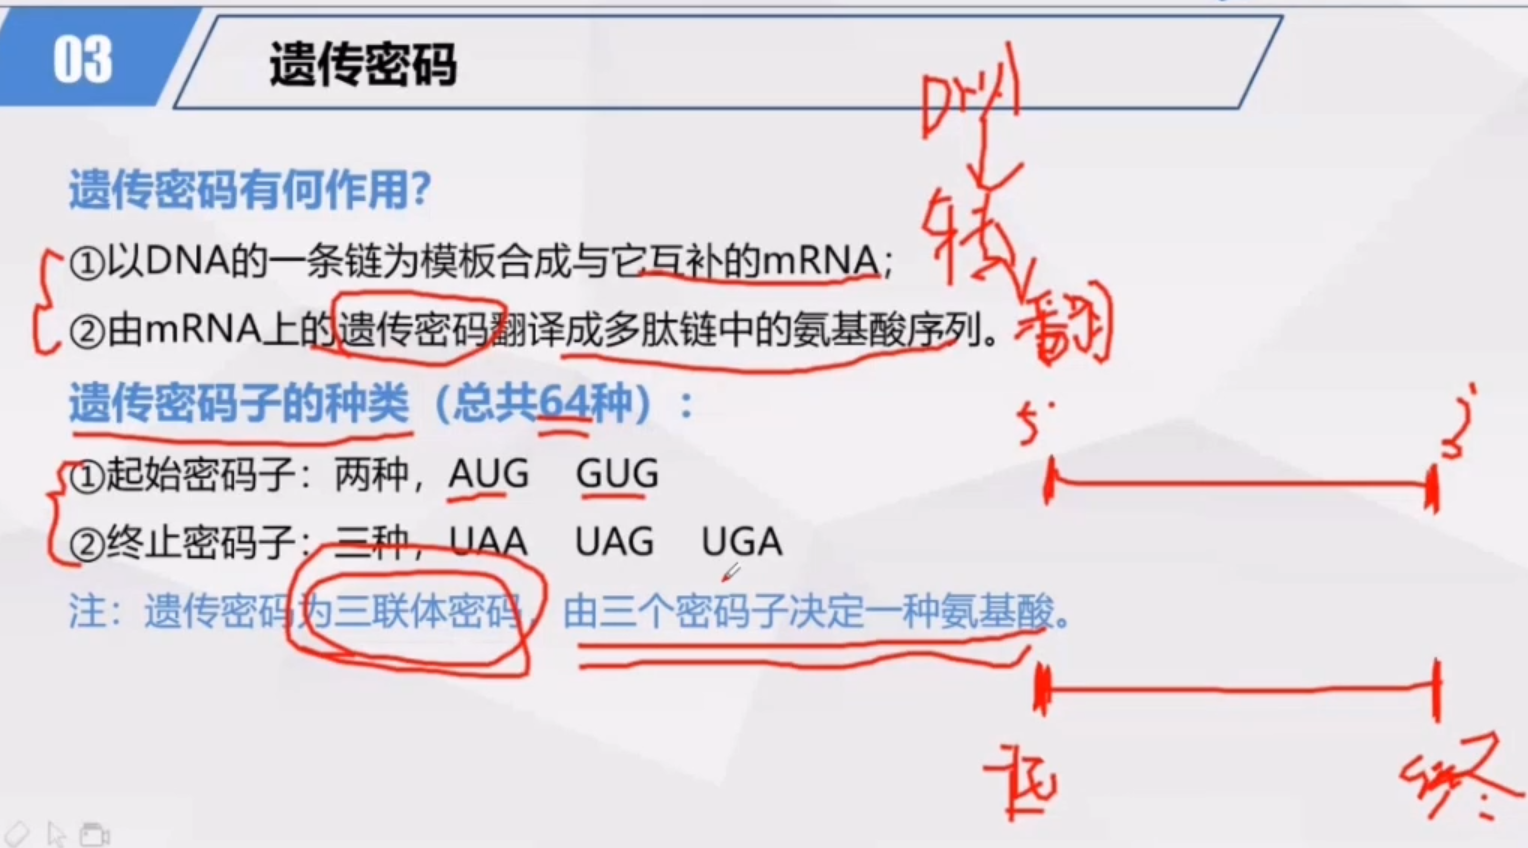 03 遗传密码
遗传密码有何作用？
①以DNA的一条链为模板合成与它互补的mRNA；
②由mRNA上的遗传密码翻译成多肽链中的氨基酸序列。
遗传密码子的种类（总共64种）：
①起始密码子：两种，AUG GUG
②终止密码子：三种，UAA UAG UGA
注：遗传密码为三联体密码，由三个密码子决定一种氨基酸。
转
翻
5'
3'
起
终